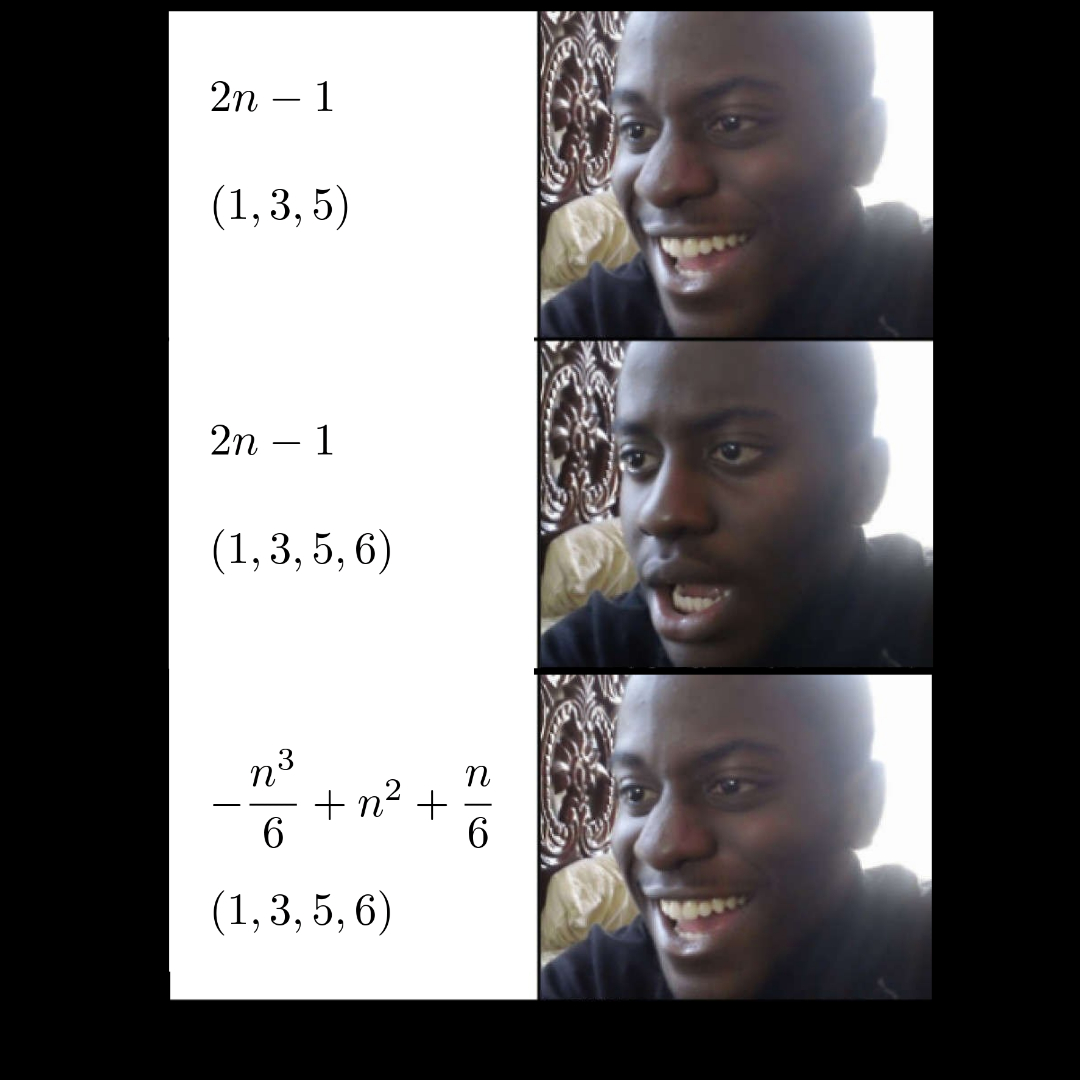 2n − 1
(1, 3, 5)
2n − 1
(1, 3, 5, 6)
−n³/6 + n² + n/6
(1, 3, 5, 6)